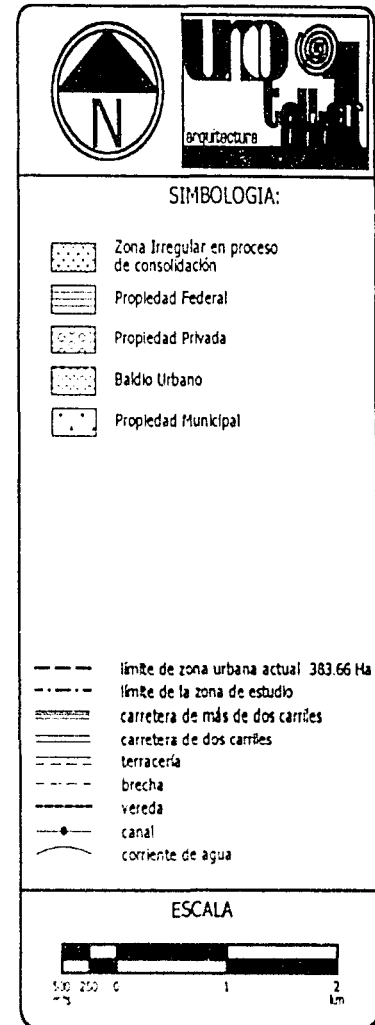 N
arquitectura
SIMBOLOGIA:
Zona Irregular en proceso
de consolidación
Propiedad Federal
Propiedad Privada
Baldío Urbano
Propiedad Municipal
límite de zona urbana actual 383.66 Ha
límite de la zona de estudio
carretera de más de dos carriles
carretera de dos carriles
terracería
brecha
vereda
canal
corriente de agua
ESCALA
500 250 0 1 2
mts km